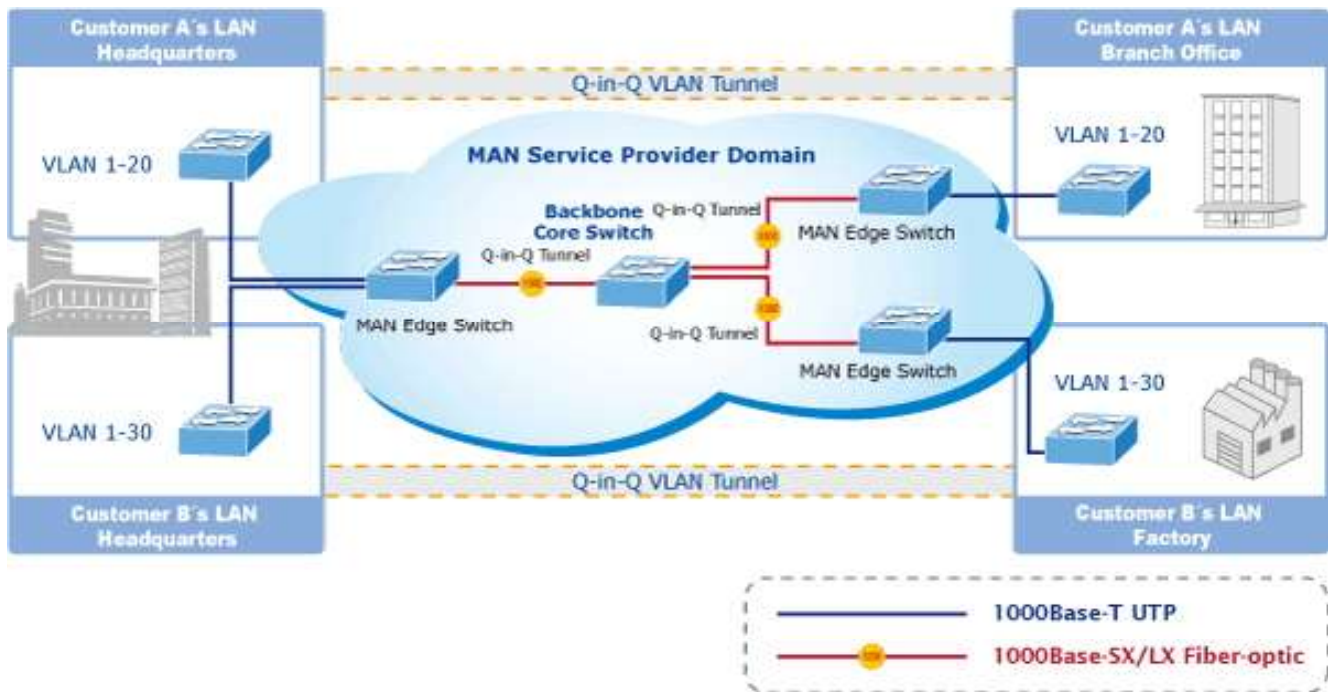 Customer A´s LAN
Headquarters
Customer A´s LAN
Branch Office
Q-in-Q VLAN Tunnel
VLAN 1-20
VLAN 1-20
MAN Service Provider Domain
Backbone
Core Switch
Q-in-Q Tunnel
MAN Edge Switch
Q-in-Q Tunnel
MAN Edge Switch
Q-in-Q Tunnel
MAN Edge Switch
VLAN 1-30
VLAN 1-30
Q-in-Q VLAN Tunnel
Customer B´s LAN
Headquarters
Customer B´s LAN
Factory
1000Base-T UTP
1000Base-SX/LX Fiber-optic